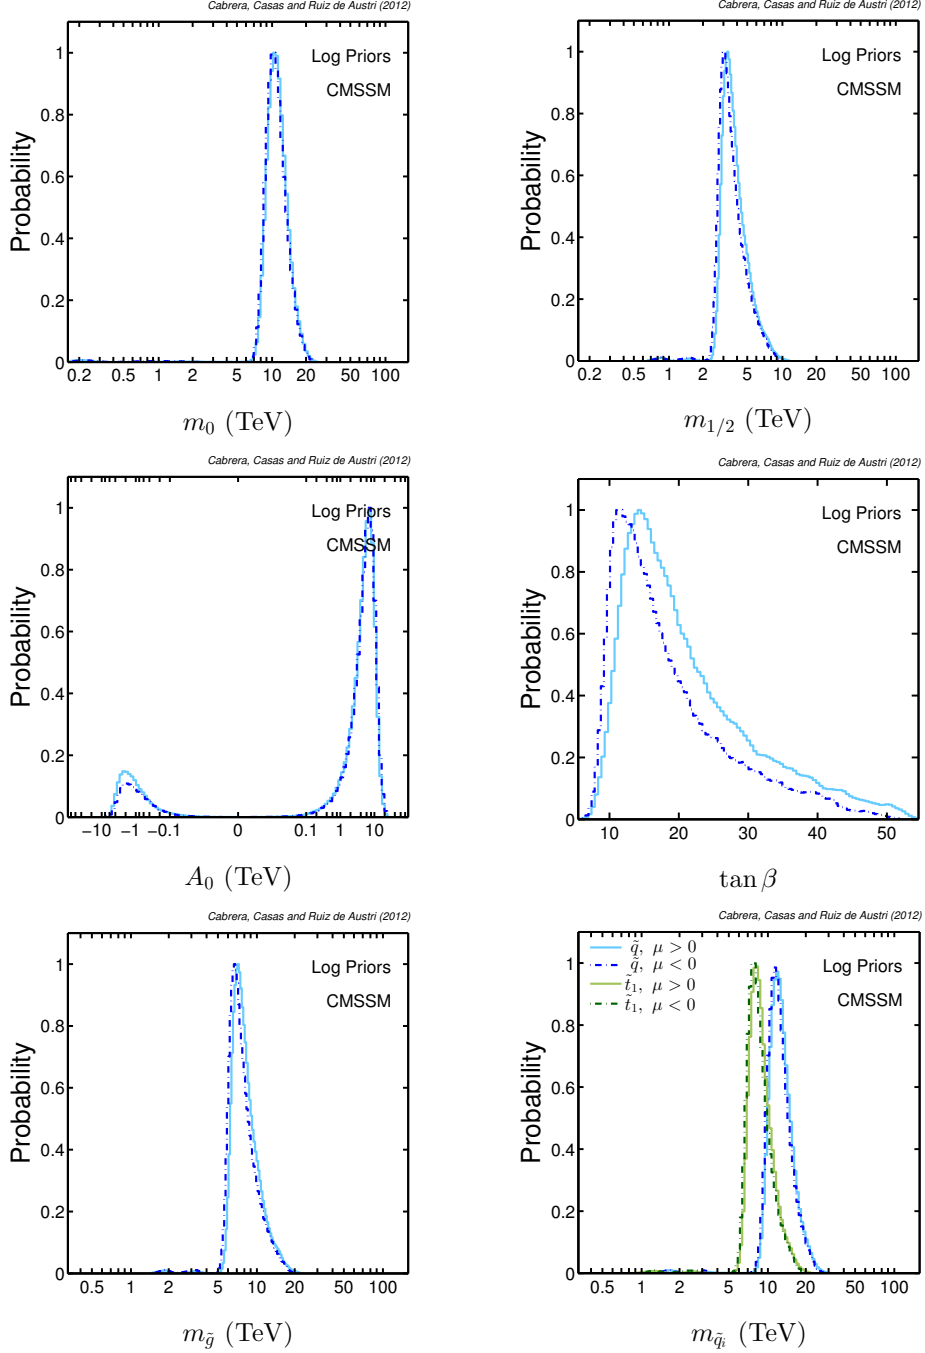 Cabrera, Casas and Ruiz de Austri (2012)
Log Priors
CMSSM
Probability
1
0.8
0.6
0.4
0.2
0
0.2 0.5 1 2 5 10 20 50 100
m₀ (TeV)
Cabrera, Casas and Ruiz de Austri (2012)
Log Priors
CMSSM
Probability
1
0.8
0.6
0.4
0.2
0
0.2 0.5 1 2 5 10 20 50 100
m₁/₂ (TeV)
Cabrera, Casas and Ruiz de Austri (2012)
Log Priors
CMSSM
Probability
1
0.8
0.6
0.4
0.2
0
−10 −1 −0.1 0 0.1 1 10
A₀ (TeV)
Cabrera, Casas and Ruiz de Austri (2012)
Log Priors
CMSSM
Probability
1
0.8
0.6
0.4
0.2
0
10 20 30 40 50
tan β
Cabrera, Casas and Ruiz de Austri (2012)
Log Priors
CMSSM
Probability
1
0.8
0.6
0.4
0.2
0
0.5 1 2 5 10 20 50 100
m_g̃ (TeV)
Cabrera, Casas and Ruiz de Austri (2012)
q̃, μ > 0
q̃, μ < 0
t̃₁, μ > 0
t̃₁, μ < 0
Log Priors
CMSSM
Probability
1
0.8
0.6
0.4
0.2
0
0.5 1 2 5 10 20 50 100
m_q̃ᵢ (TeV)